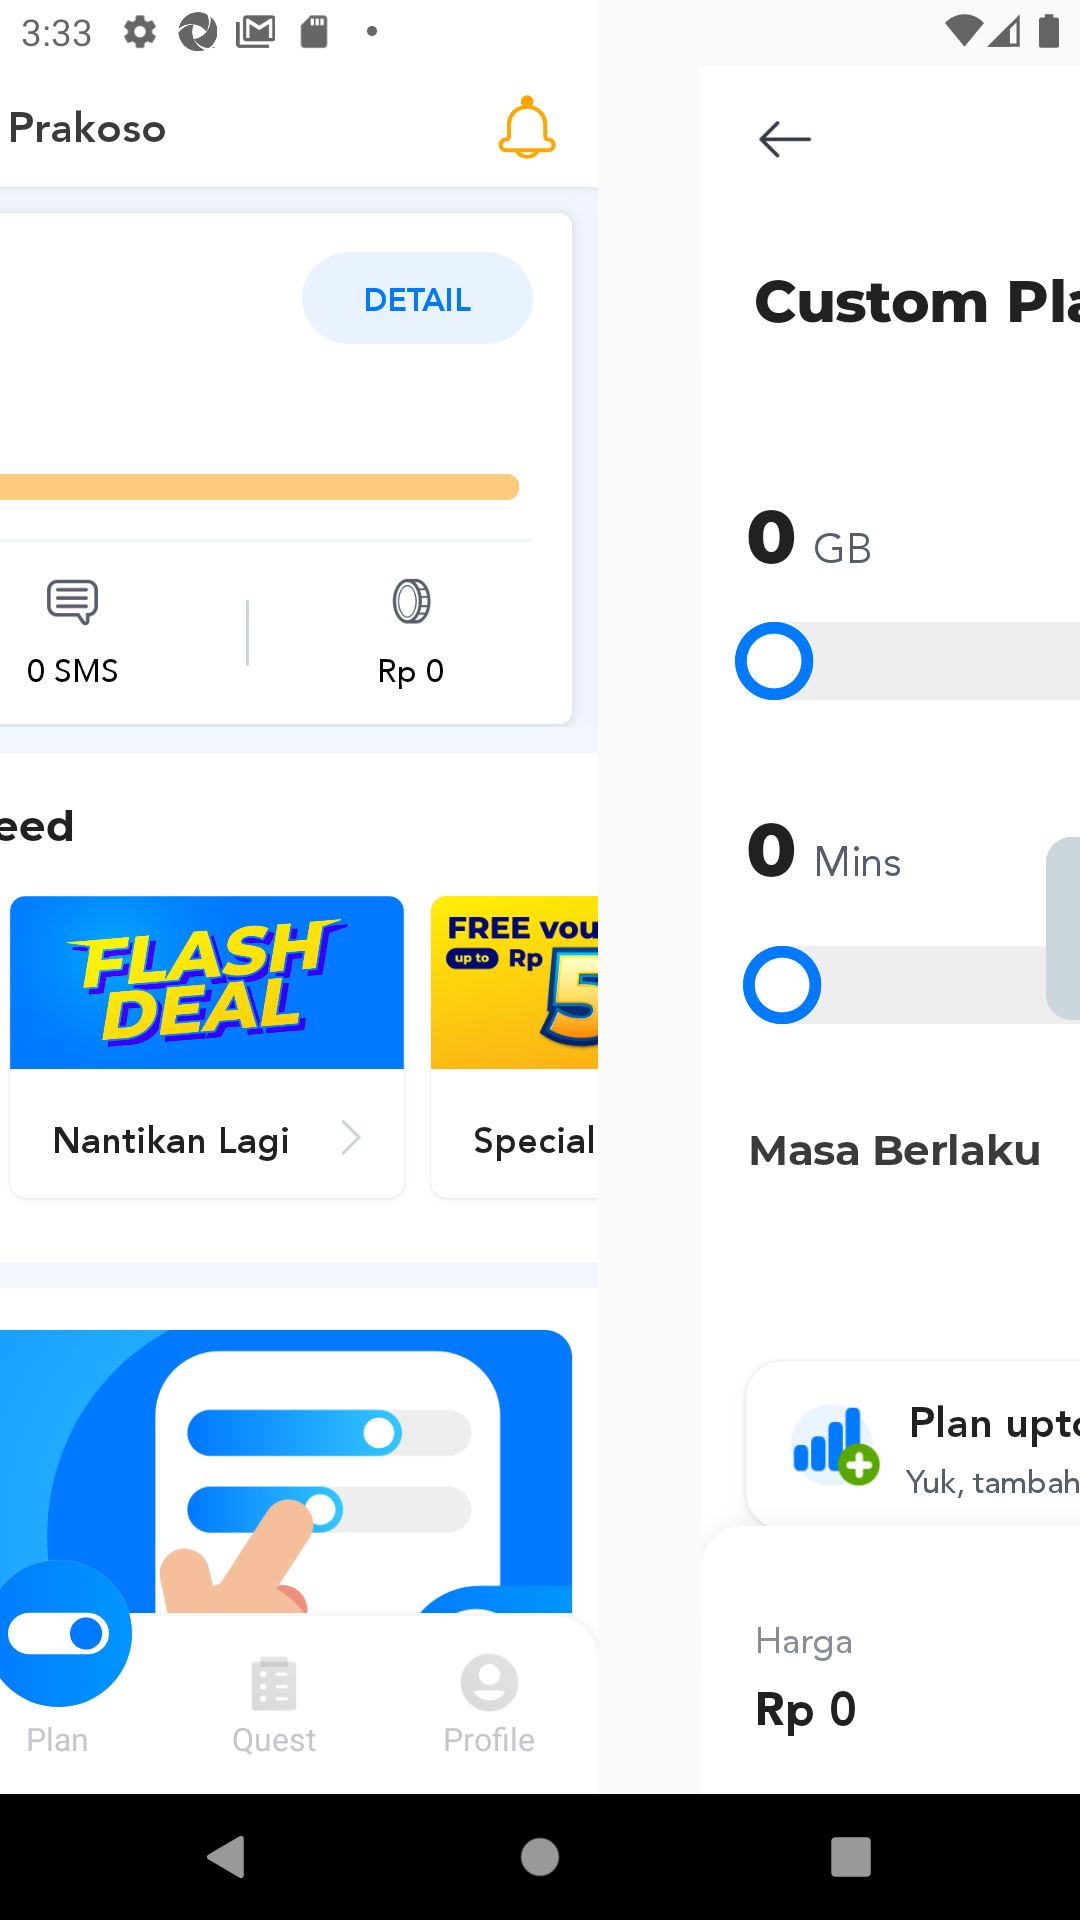 3:33
Prakoso
DETAIL
0 SMS
Rp 0
eed
FLASH
DEAL
FREE vou
up to Rp
5
Nantikan Lagi
Special
Plan
Quest
Profile
Custom Pla
0 GB
0 Mins
Masa Berlaku
Plan upto
Yuk, tambah
Harga
Rp 0